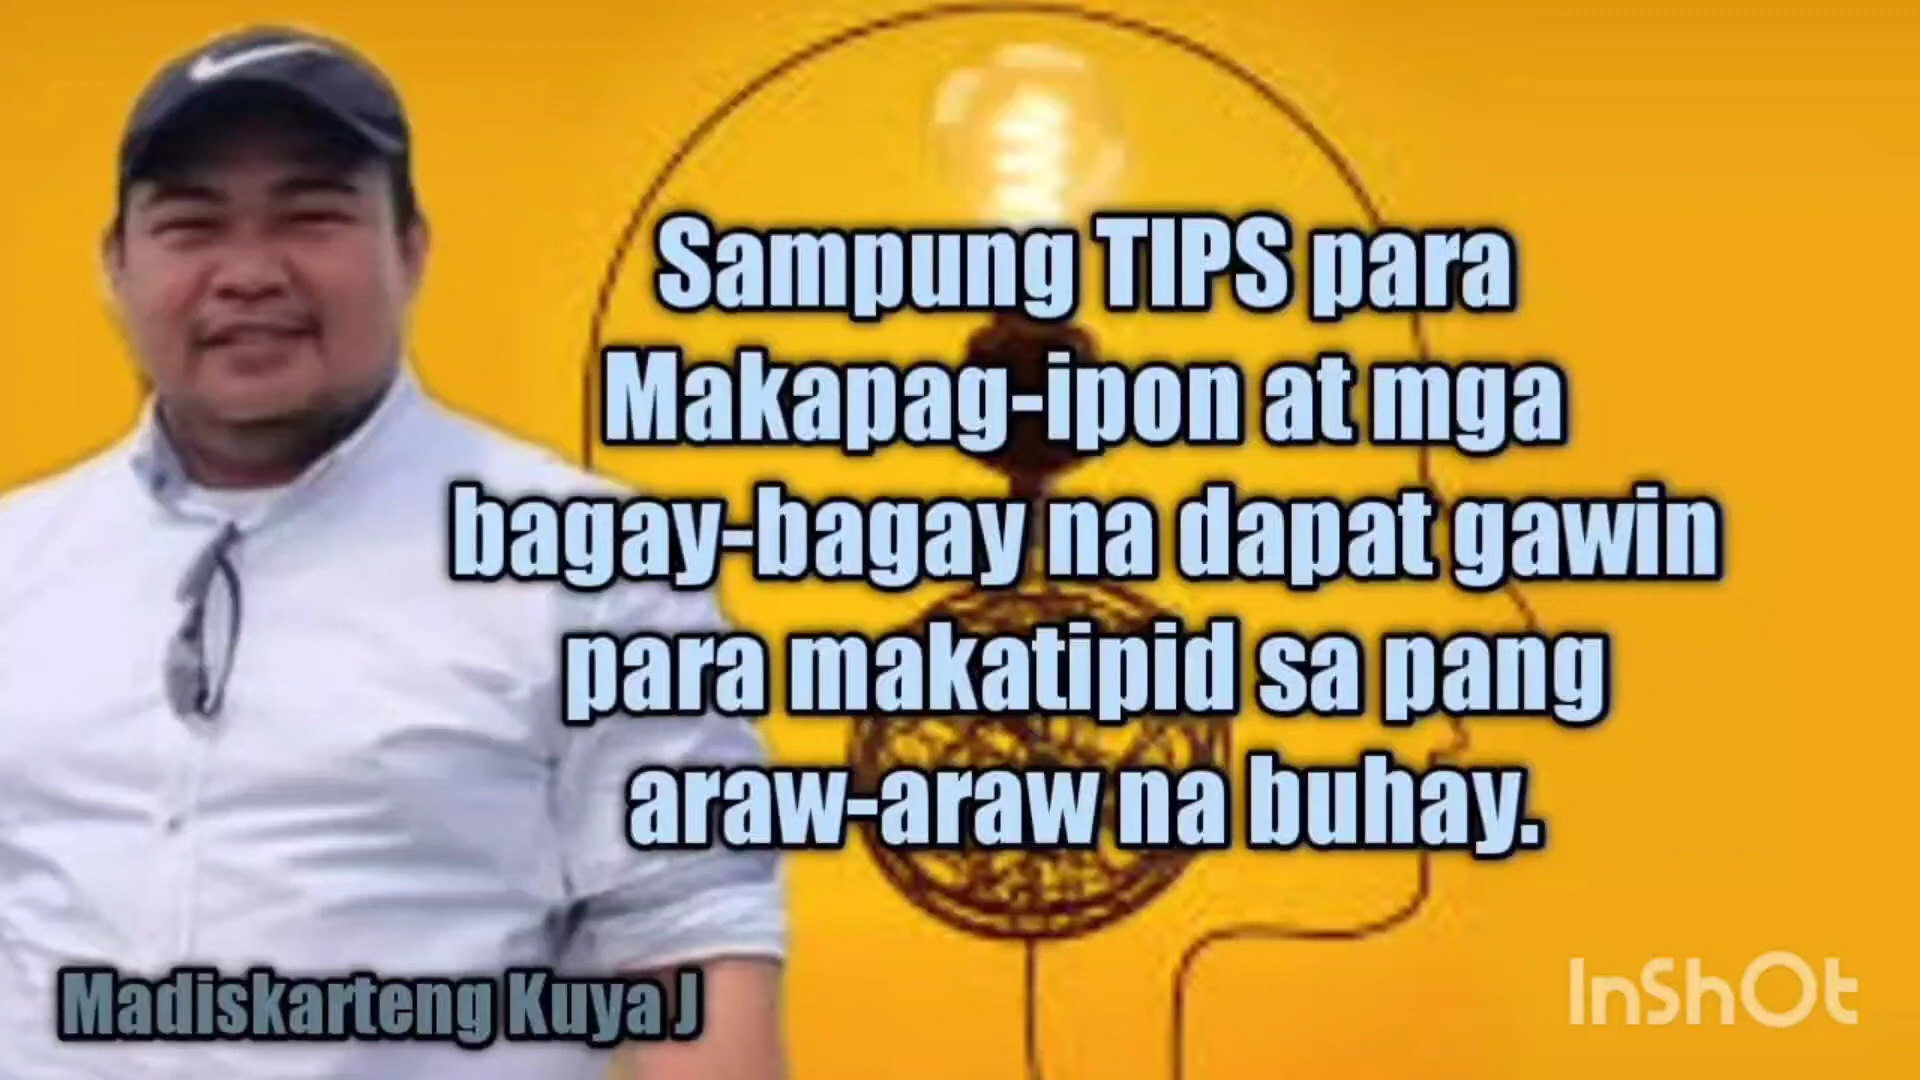 Sampung TIPS para
Makapag-ipon at mga
bagay-bagay na dapat gawin
para makatipid sa pang
araw-araw na buhay.
Madiskarteng Kuya J
InShOt